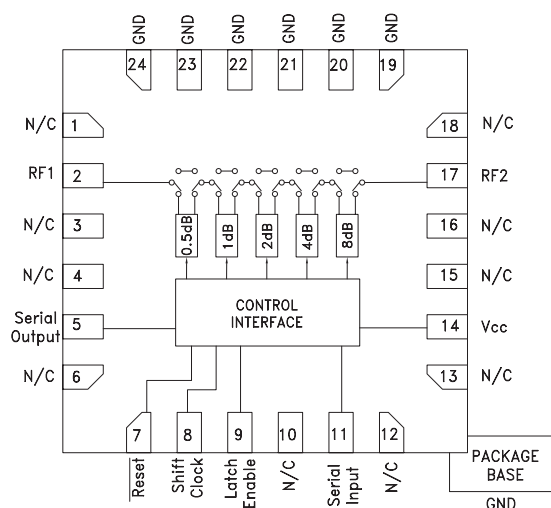 GND GND GND GND GND GND
24 23 22 21 20 19
N/C 1 18 N/C
RF1 2 17 RF2
N/C 3 16 N/C
0.5dB 1dB 2dB 4dB 8dB
N/C 4 15 N/C
CONTROL
INTERFACE
Serial
Output 5 14 Vcc
N/C 6 13 N/C
7 8 9 10 11 12
Reset
Shift
Clock
Latch
Enable
N/C
Serial
Input
N/C
PACKAGE
BASE
GND